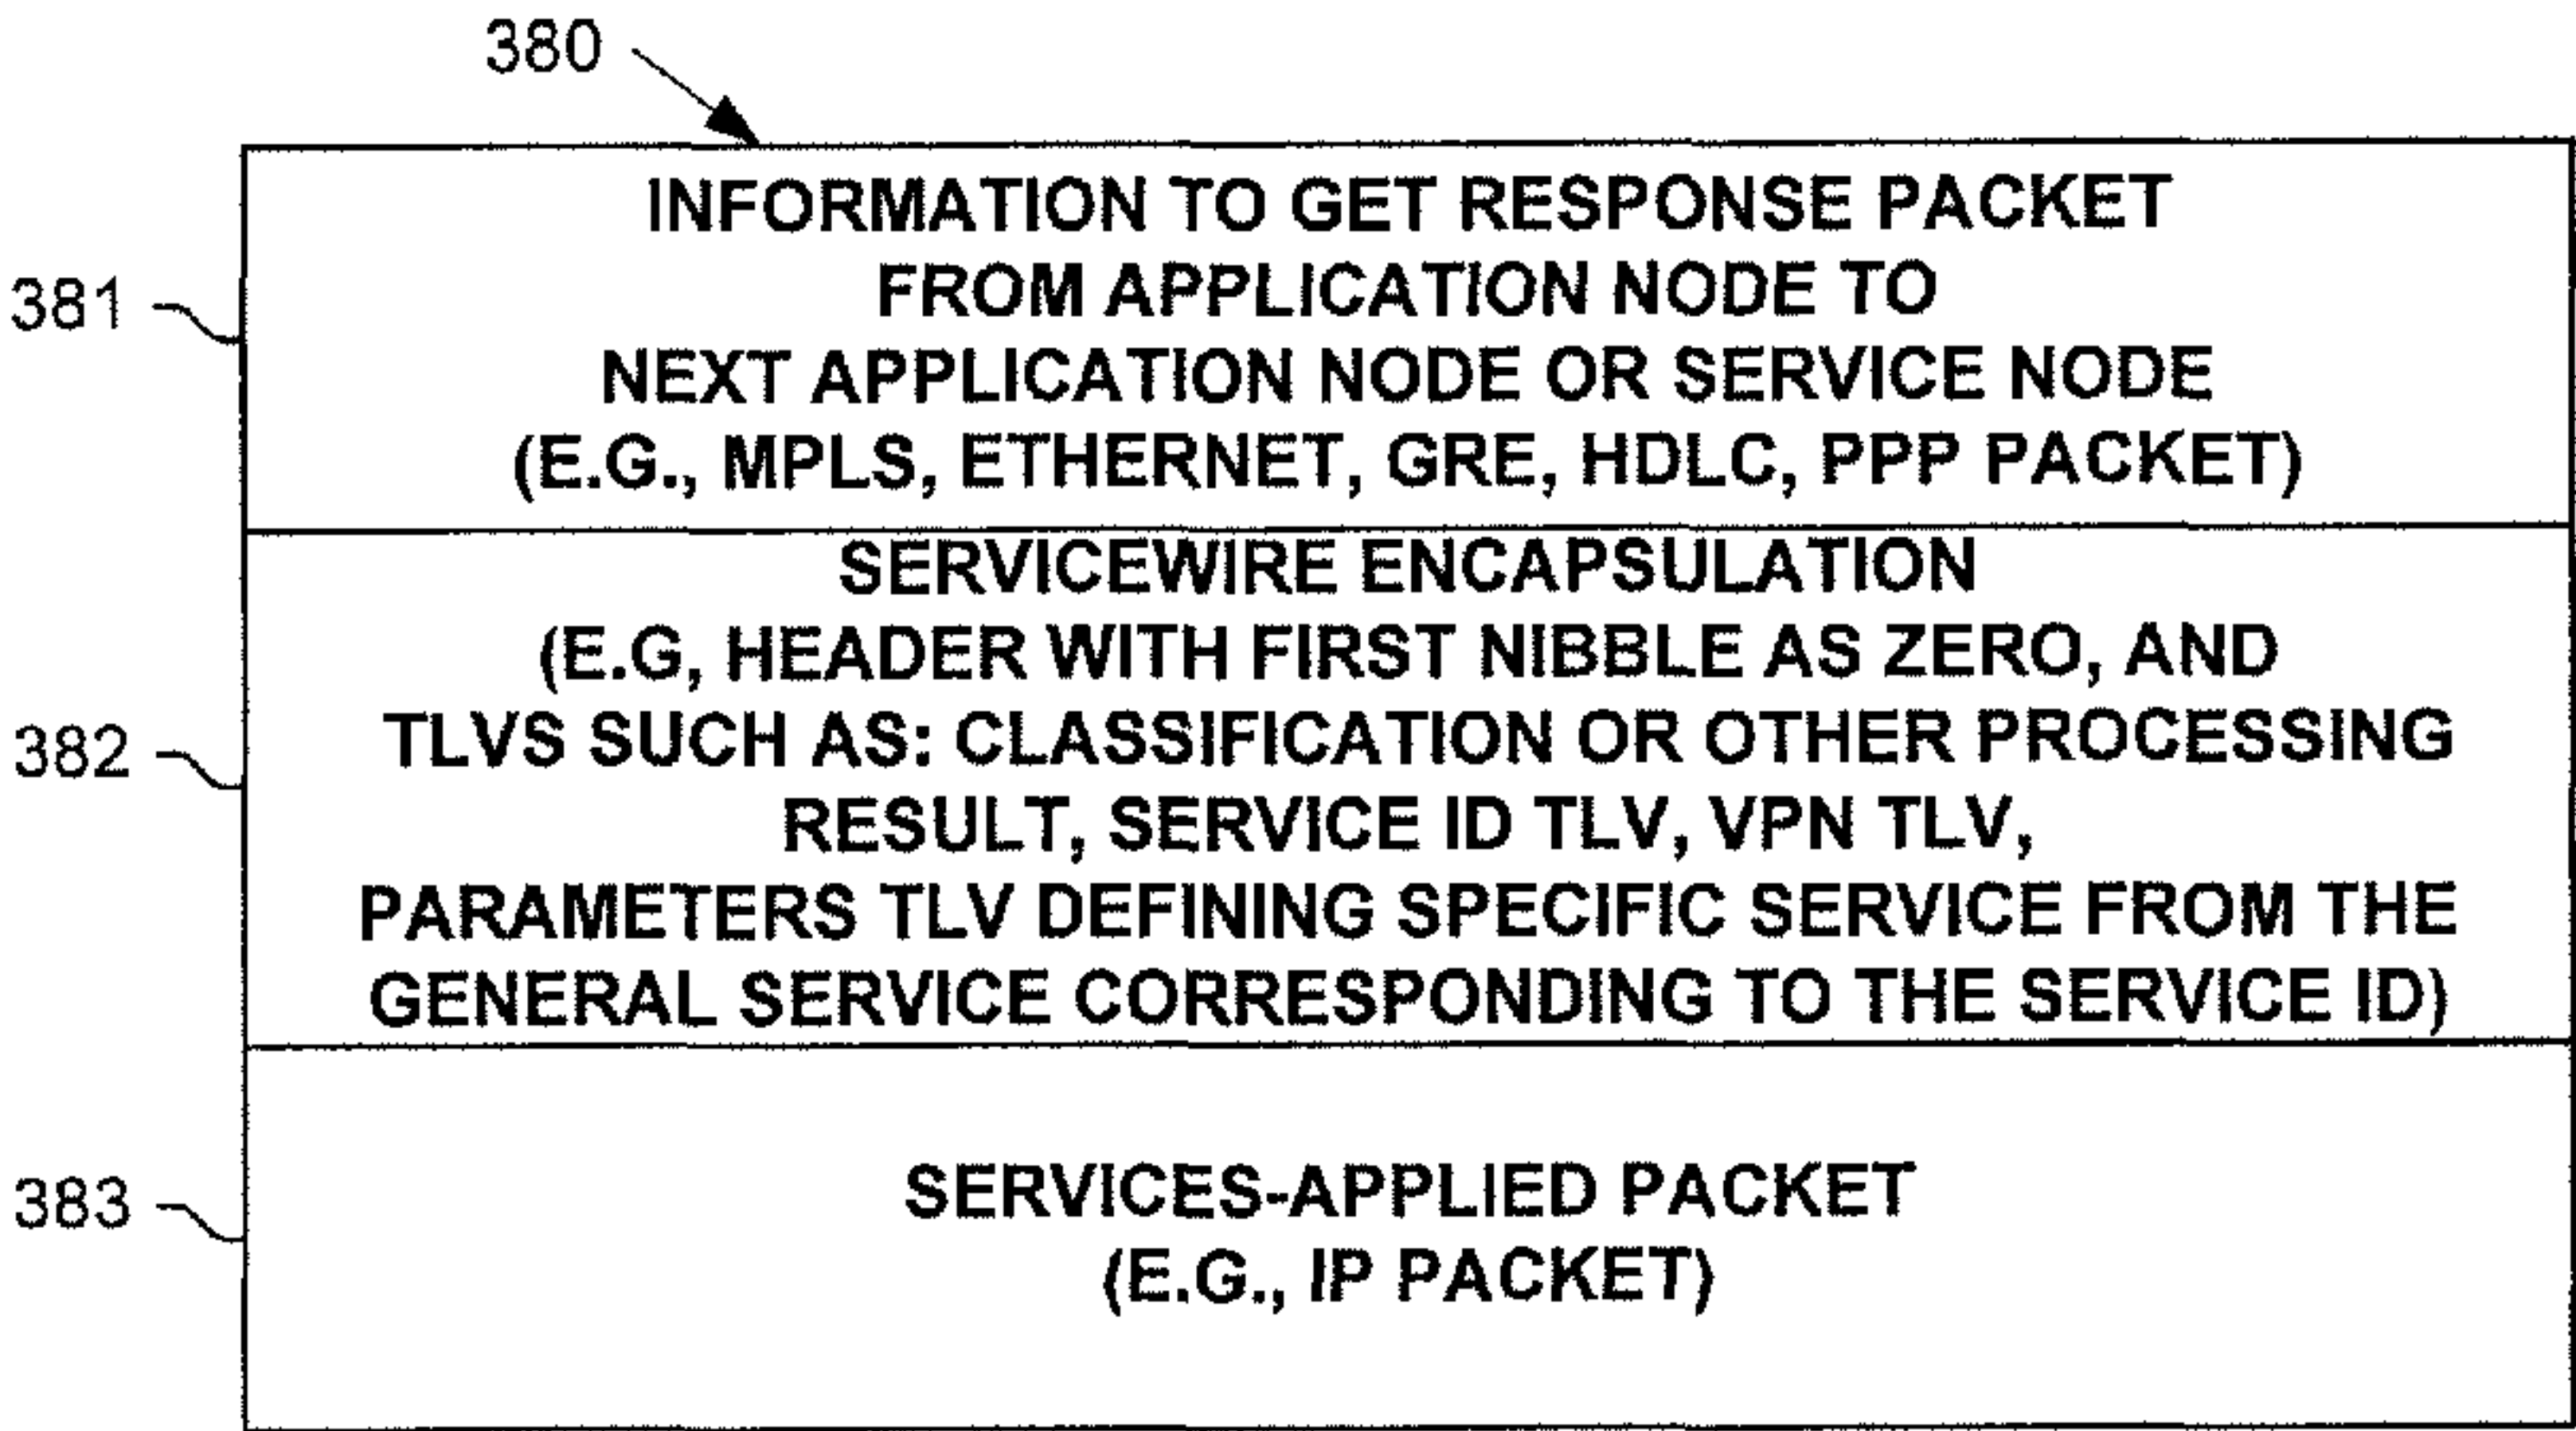 380
INFORMATION TO GET RESPONSE PACKET
FROM APPLICATION NODE TO
381
NEXT APPLICATION NODE OR SERVICE NODE
(E.G., MPLS, ETHERNET, GRE, HDLC, PPP PACKET)
SERVICEWIRE ENCAPSULATION
(E.G, HEADER WITH FIRST NIBBLE AS ZERO, AND
382
TLVS SUCH AS: CLASSIFICATION OR OTHER PROCESSING
RESULT, SERVICE ID TLV, VPN TLV,
PARAMETERS TLV DEFINING SPECIFIC SERVICE FROM THE
GENERAL SERVICE CORRESPONDING TO THE SERVICE ID)
383
SERVICES-APPLIED PACKET
(E.G., IP PACKET)